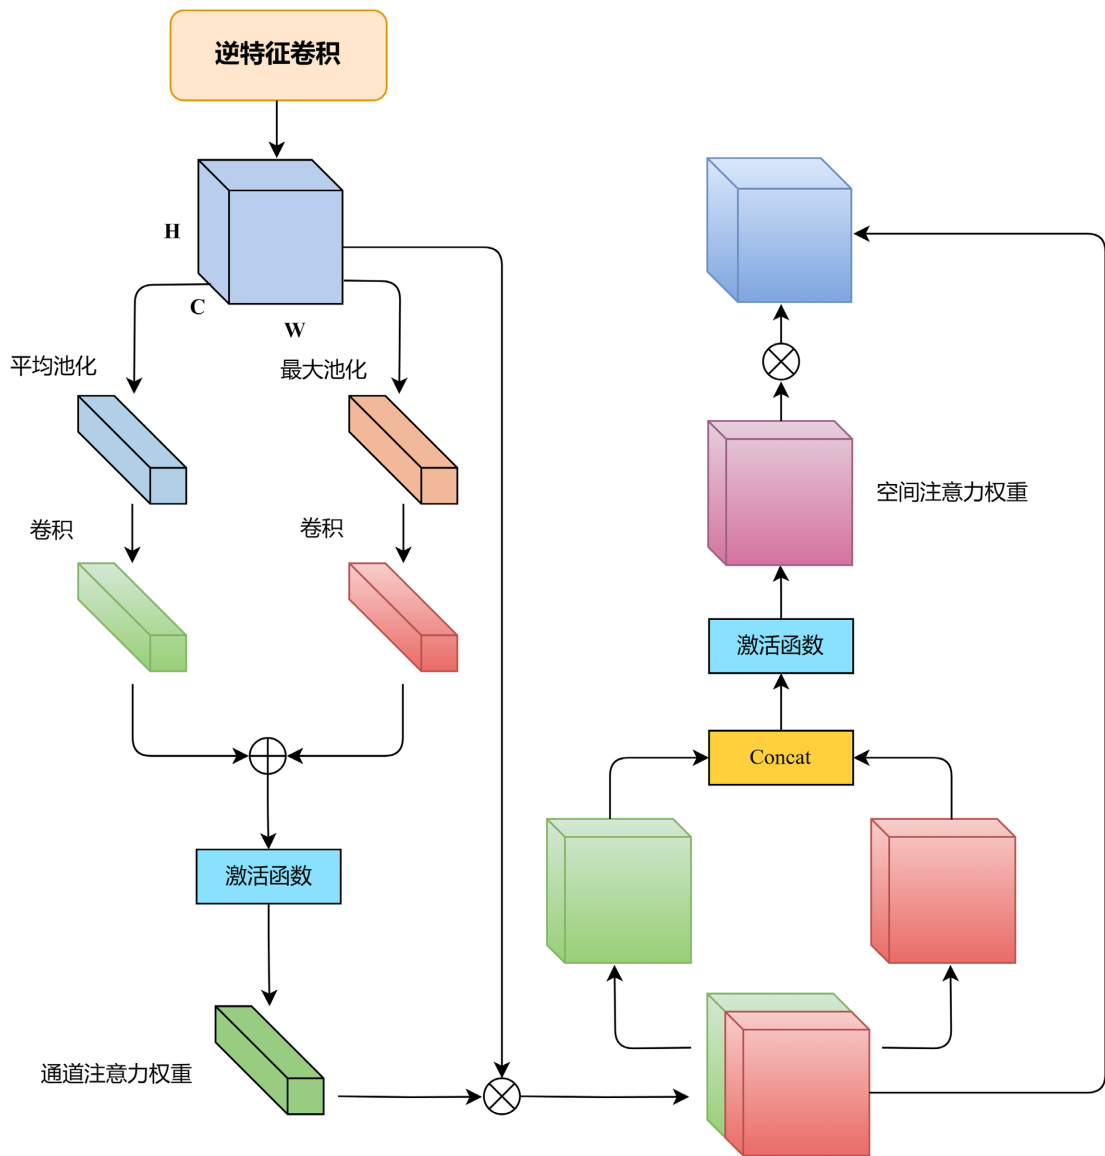 逆特征卷积
H
C
W
平均池化
最大池化
卷积
卷积
激活函数
通道注意力权重
空间注意力权重
激活函数
Concat